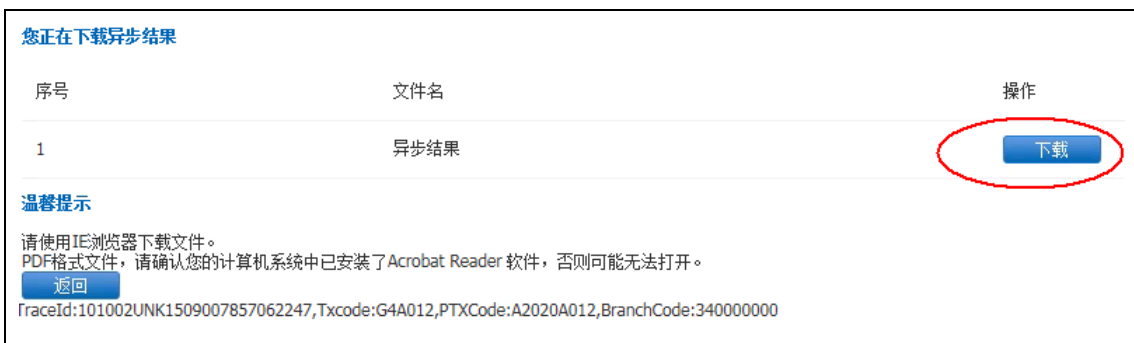 您正在下载异步结果
序号 文件名 操作
1 异步结果 下载
温馨提示
请使用IE浏览器下载文件。
PDF格式文件，请确认您的计算机系统中已安装了Acrobat Reader 软件，否则可能无法打开。
返回
TraceId:101002UNK1509007857062247,Txcode:G4A012,PTXCode:A2020A012,BranchCode:340000000